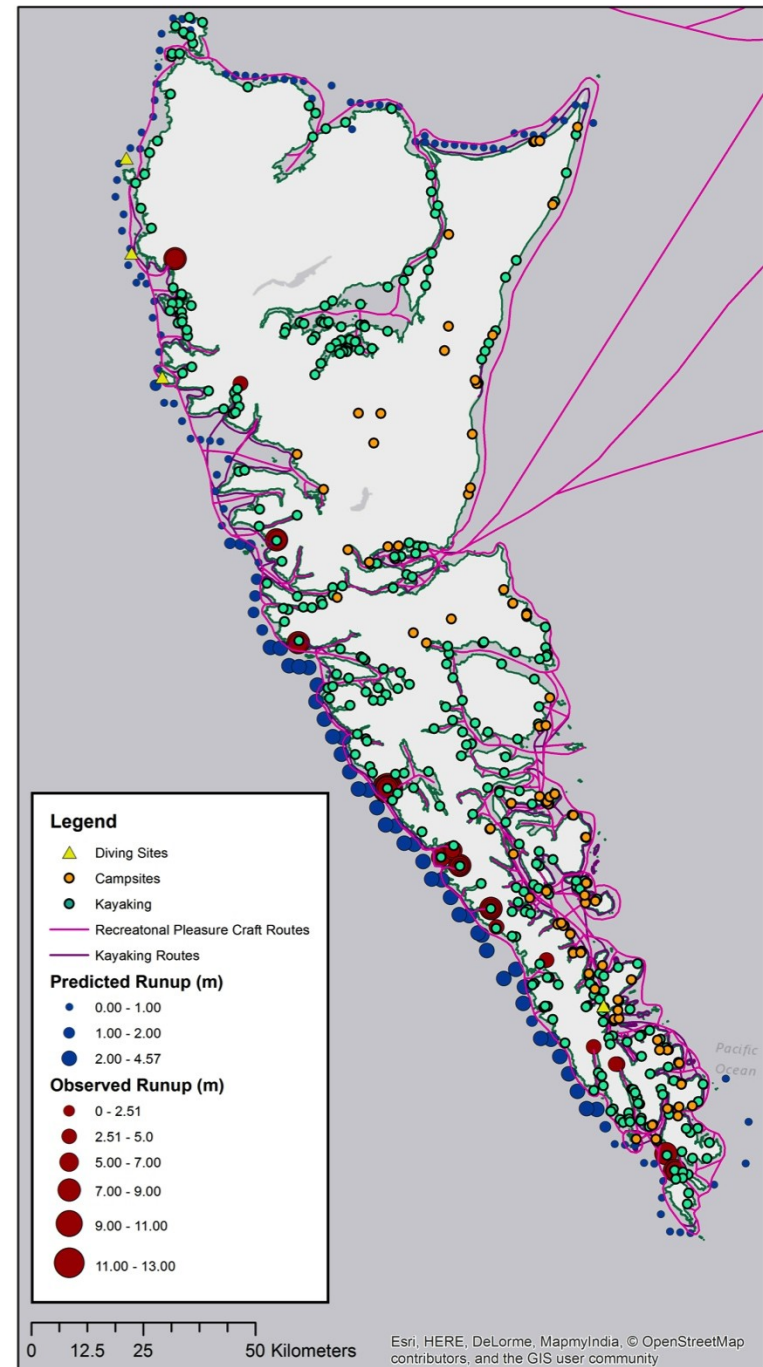 Legend
Diving Sites
Campsites
Kayaking
Recreatonal Pleasure Craft Routes
Kayaking Routes
Predicted Runup (m)
0.00 - 1.00
1.00 - 2.00
2.00 - 4.57
Observed Runup (m)
0 - 2.51
2.51 - 5.0
5.00 - 7.00
7.00 - 9.00
9.00 - 11.00
11.00 - 13.00
Pacific
Ocean
0 12.5 25 50 Kilometers
Esri, HERE, DeLorme, MapmyIndia, © OpenStreetMap
contributors, and the GIS user community